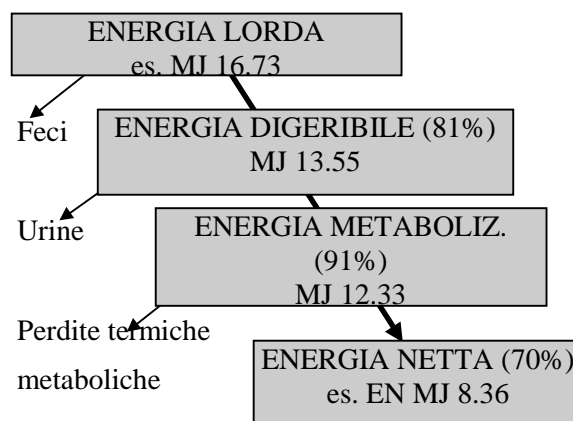 ENERGIA LORDA
es. MJ 16.73
Feci
ENERGIA DIGERIBILE (81%)
MJ 13.55
Urine
ENERGIA METABOLIZ.
(91%)
MJ 12.33
Perdite termiche
metaboliche
ENERGIA NETTA (70%)
es. EN MJ 8.36